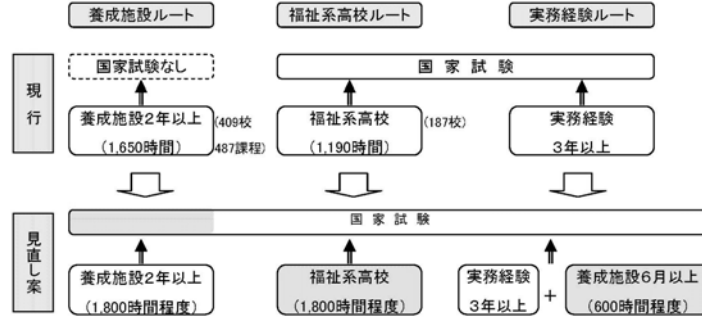 養成施設ルート
福祉系高校ルート
実務経験ルート
現行
国家試験なし
国家試験
養成施設2年以上
(1,650時間)
(409校
487課程)
福祉系高校
(1,190時間)
(187校)
実務経験
3年以上
見直し案
国家試験
養成施設2年以上
(1,800時間程度)
福祉系高校
(1,800時間程度)
実務経験
3年以上
+
養成施設6月以上
(600時間程度)